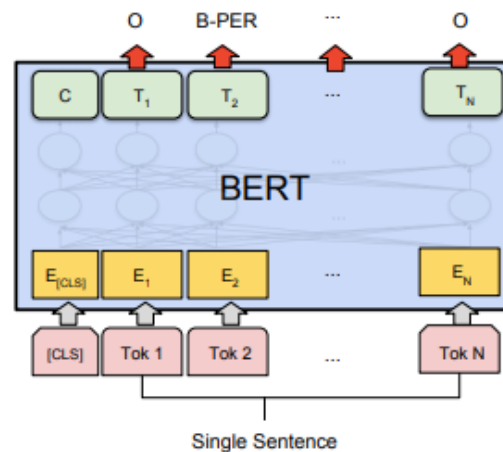 O B-PER ... O
C T1 T2 ... TN
...
BERT
...
E[CLS] E1 E2 ... EN
[CLS] Tok 1 Tok 2 ... Tok N
Single Sentence